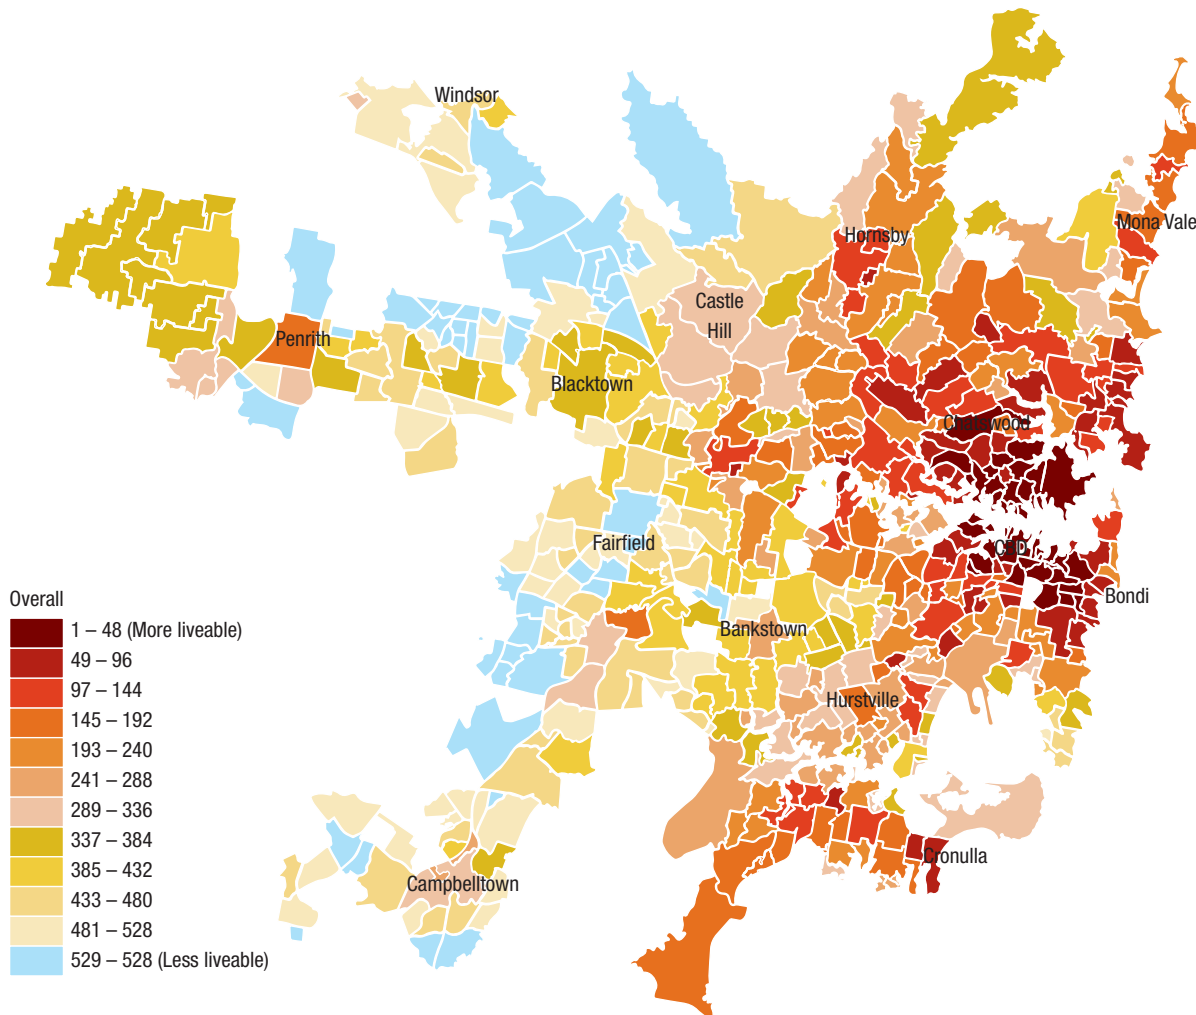 Windsor
Mona Vale
Hornsby
Castle
Hill
Penrith
Blacktown
Chatswood
Fairfield
CBD
Bondi
Bankstown
Hurstville
Cronulla
Campbelltown
Overall
1 – 48 (More liveable)
49 – 96
97 – 144
145 – 192
193 – 240
241 – 288
289 – 336
337 – 384
385 – 432
433 – 480
481 – 528
529 – 528 (Less liveable)